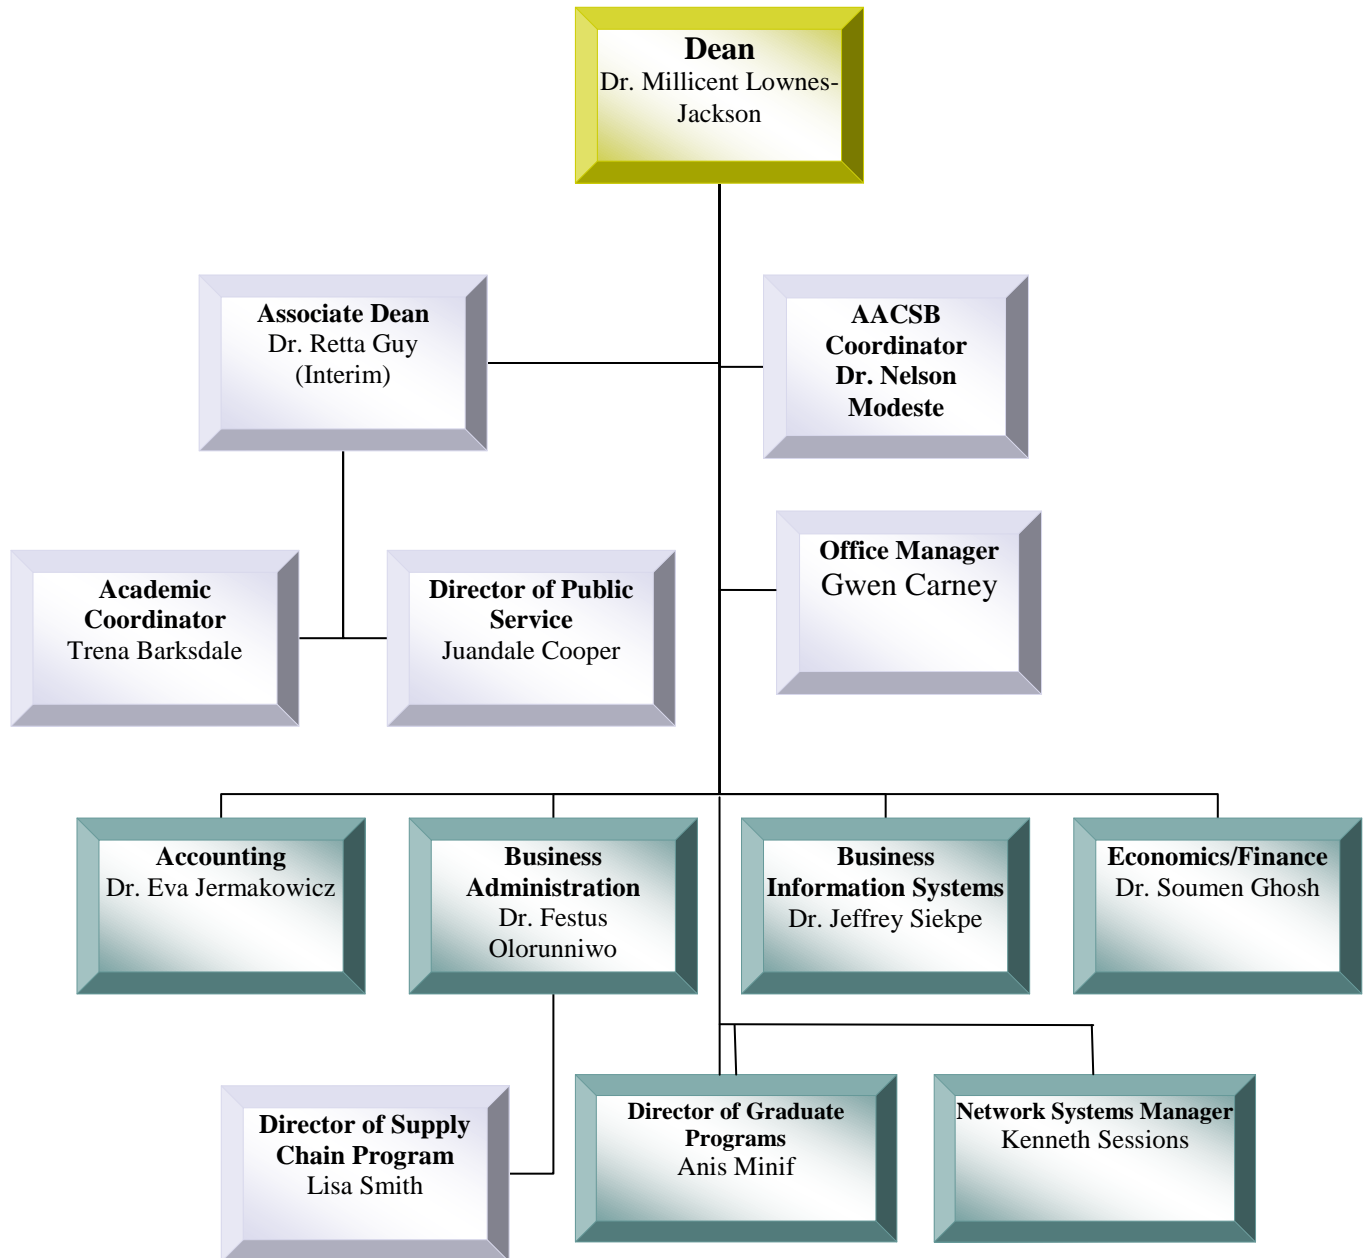 Dean
Dr. Millicent Lownes-
Jackson
Associate Dean
Dr. Retta Guy
(Interim)
AACSB
Coordinator
Dr. Nelson
Modeste
Academic
Coordinator
Trena Barksdale
Director of Public
Service
Juandale Cooper
Office Manager
Gwen Carney
Accounting
Dr. Eva Jermakowicz
Business
Administration
Dr. Festus
Olorunniwo
Business
Information Systems
Dr. Jeffrey Siekpe
Economics/Finance
Dr. Soumen Ghosh
Director of Supply
Chain Program
Lisa Smith
Director of Graduate
Programs
Anis Minif
Network Systems Manager
Kenneth Sessions